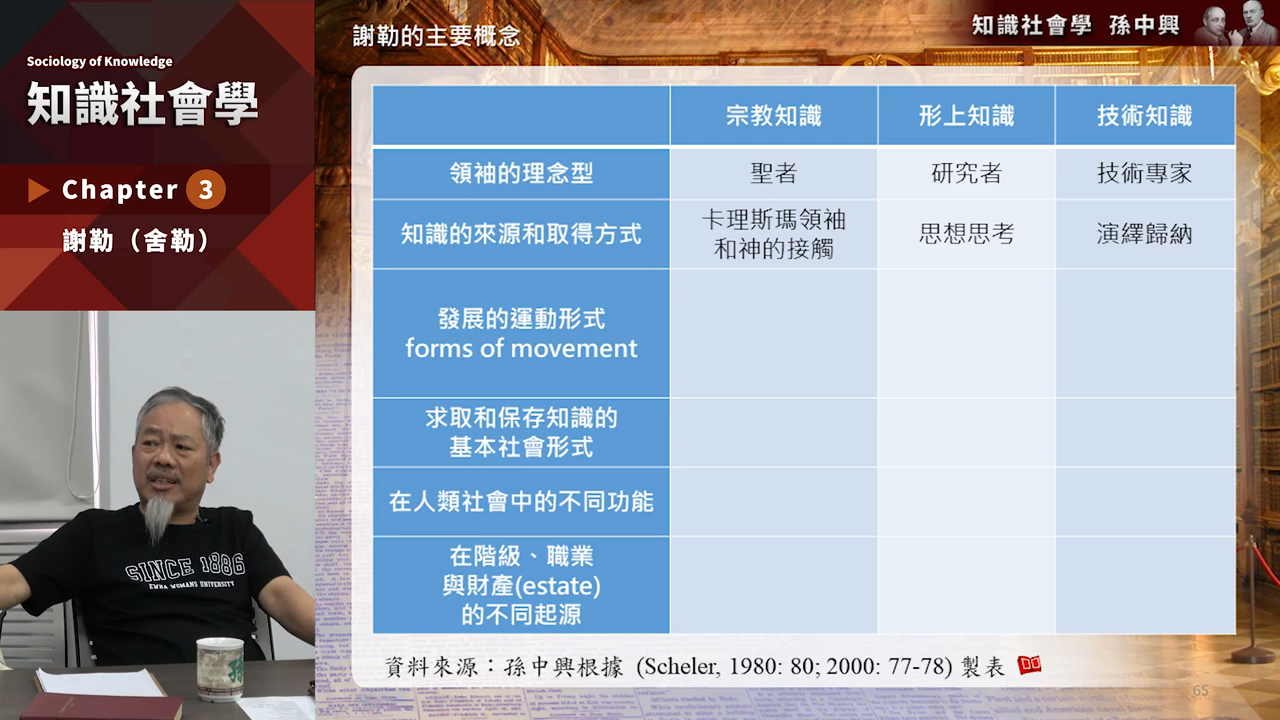 Sociology of Knowledge
知識社會學
Chapter 3
謝勒（舍勒）
謝勒的主要概念
知識社會學 孫中興
宗教知識 形上知識 技術知識
領袖的理念型 聖者 研究者 技術專家
知識的來源和取得方式 卡理斯瑪領袖
和神的接觸 思想思考 演繹歸納
發展的運動形式
forms of movement
求取和保存知識的
基本社會形式
在人類社會中的不同功能
在階級、職業
與財產(estate)
的不同起源
資料來源：孫中興根據 (Scheler, 1980: 80; 2000: 77-78) 製表
65
SINCE 1886
EWHA WOMANS UNIVERSITY